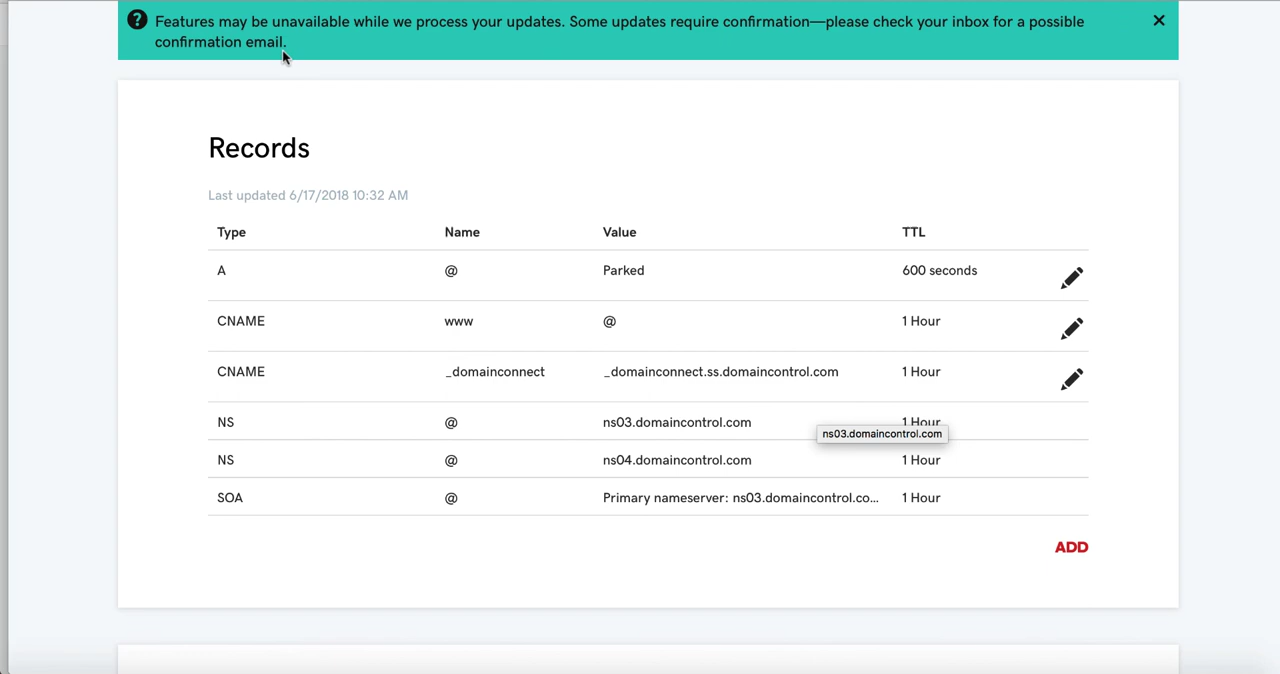 Features may be unavailable while we process your updates. Some updates require confirmation—please check your inbox for a possible
confirmation email.
Records
Last updated 6/17/2018 10:32 AM
Type Name Value TTL
A @ Parked 600 seconds
CNAME www @ 1 Hour
CNAME _domainconnect _domainconnect.ss.domaincontrol.com 1 Hour
NS @ ns03.domaincontrol.com 1 Hour
ns03.domaincontrol.com
NS @ ns04.domaincontrol.com 1 Hour
SOA @ Primary nameserver: ns03.domaincontrol.co... 1 Hour
ADD